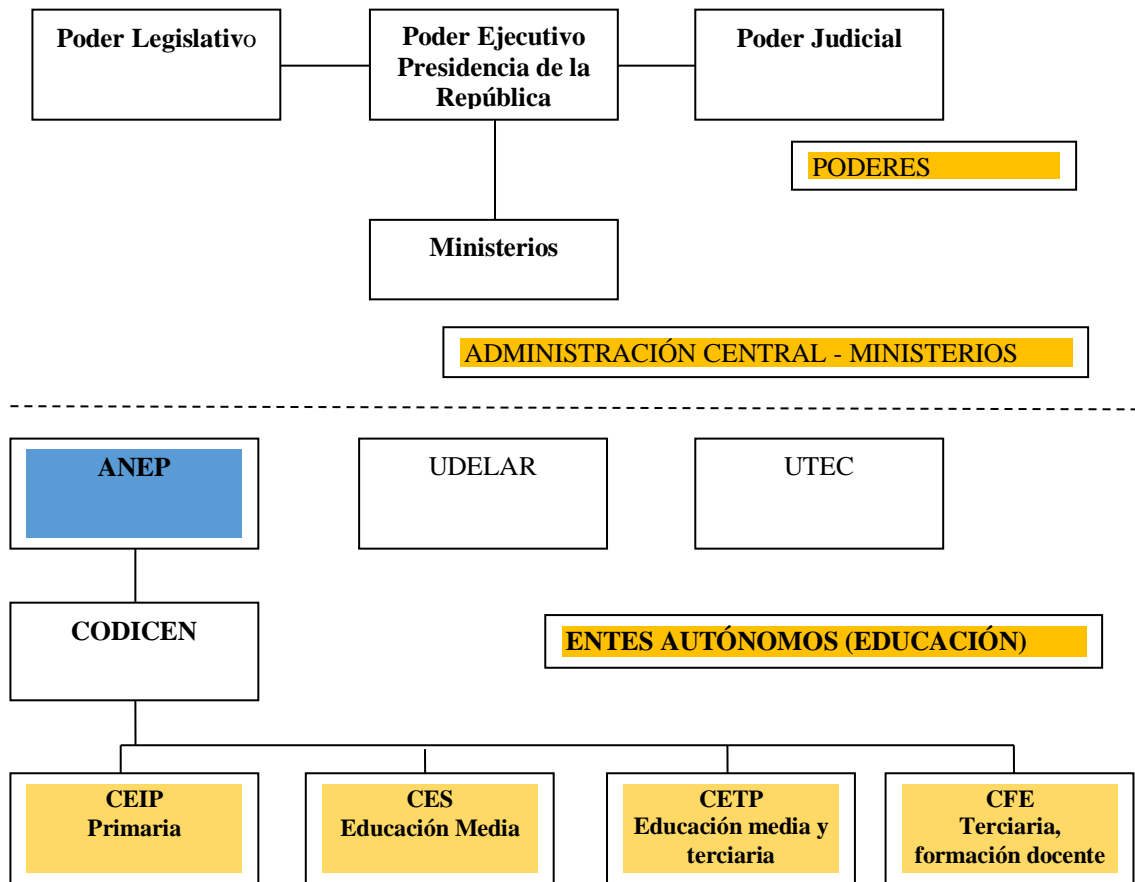 Poder Legislativo
Poder Ejecutivo
Presidencia de la
República
Poder Judicial
PODERES
Ministerios
ADMINISTRACIÓN CENTRAL - MINISTERIOS
ANEP
UDELAR
UTEC
CODICEN
ENTES AUTÓNOMOS (EDUCACIÓN)
CEIP
Primaria
CES
Educación Media
CETP
Educación media y
terciaria
CFE
Terciaria,
formación docente